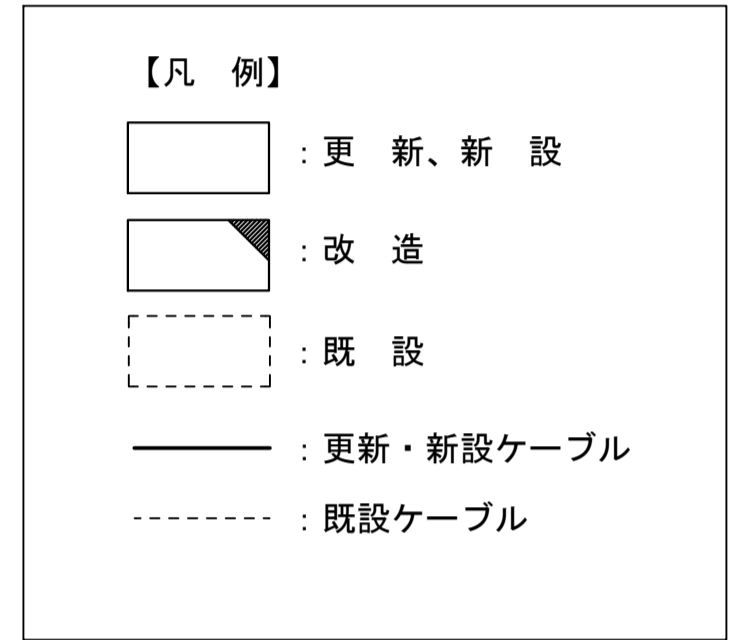 【凡　例】
：更　新、新　設
：改　造
：既　設
：更新・新設ケーブル
：既設ケーブル